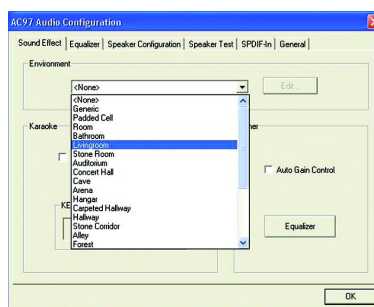 AC97 Audio Configuration
Sound Effect Equalizer Speaker Configuration Speaker Test SPDIF-In General
Environment
<None>
Edit...
<None>
Generic
Padded Cell
Room
Bathroom
Livingroom
Stone Room
Auditorium
Concert Hall
Cave
Arena
Hangar
Carpeted Hallway
Hallway
Stone Corridor
Alley
Forest
Karaoke
KE
Auto Gain Control
Equalizer
OK